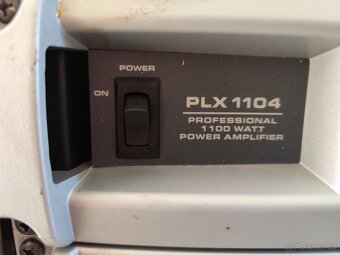 POWER
ON
PLX 1104
PROFESSIONAL
1100 WATT
POWER AMPLIFIER